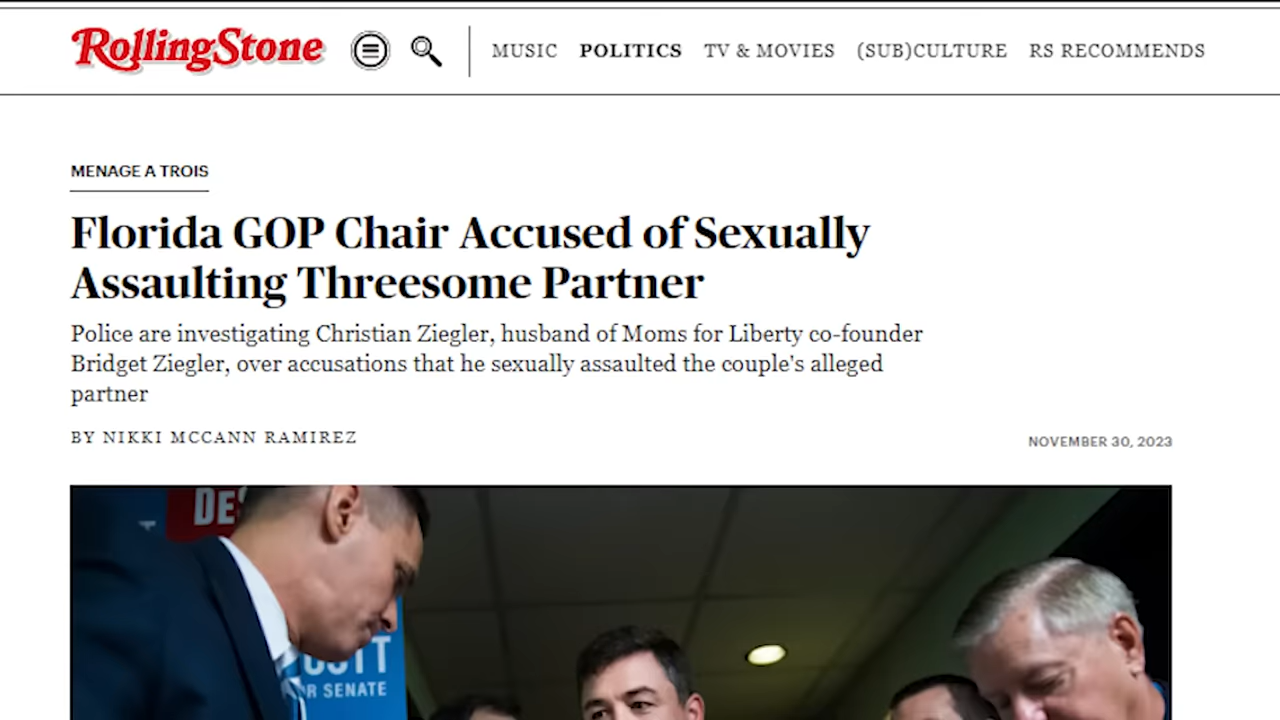 RollingStone
MUSIC POLITICS TV & MOVIES (SUB)CULTURE RS RECOMMENDS
MENAGE A TROIS
Florida GOP Chair Accused of Sexually
Assaulting Threesome Partner
Police are investigating Christian Ziegler, husband of Moms for Liberty co-founder
Bridget Ziegler, over accusations that he sexually assaulted the couple's alleged
partner
BY NIKKI MCCANN RAMIREZ
NOVEMBER 30, 2023
SENATE